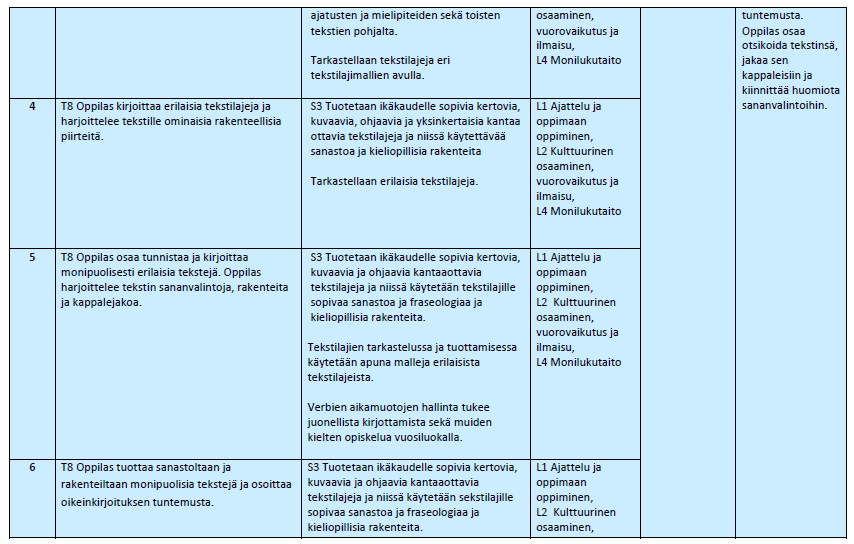 ajatusten ja mielipiteiden sekä toisten
tekstien pohjalta.
Tarkastellaan tekstilajeja eri
tekstilajimallien avulla.
osaaminen,
vuorovaikutus ja
ilmaisu,
L4 Monilukutaito
tuntemusta.
Oppilas osaa
otsikoida tekstinsä,
jakaa sen
kappaleisiin ja
kiinnittää huomiota
sananvalintoihin.
4
T8 Oppilas kirjoittaa erilaisia tekstilajeja ja
harjoittelee tekstille ominaisia rakenteellisia
piirteitä.
S3 Tuotetaan ikäkaudelle sopivia kertovia,
kuvaavia, ohjaavia ja yksinkertaisia kantaa
ottavia tekstilajeja ja niissä käytettävää
sanastoa ja kieliopillisia rakenteita
Tarkastellaan erilaisia tekstilajeja.
L1 Ajattelu ja
oppimaan
oppiminen,
L2 Kulttuurinen
osaaminen,
vuorovaikutus ja
ilmaisu,
L4 Monilukutaito
5
T8 Oppilas osaa tunnistaa ja kirjoittaa
monipuolisesti erilaisia tekstejä. Oppilas
harjoittelee tekstin sananvalintoja, rakenteita
ja kappalejakoa.
S3 Tuotetaan ikäkaudelle sopivia kertovia,
kuvaavia ja ohjaavia kantaaottavia
tekstilajeja ja niissä käytetään tekstilajille
sopivaa sanastoa ja fraseologiaa ja
kieliopillisia rakenteita.
Tekstilajien tarkastelussa ja tuottamisessa
käytetään apuna malleja erilaisista
tekstilajeista.
Verbien aikamuotojen hallinta tukee
juonellista kirjottamista sekä muiden
kielten opiskelua vuosiluokalla.
L1 Ajattelu ja
oppimaan
oppiminen,
L2 Kulttuurinen
osaaminen,
vuorovaikutus ja
ilmaisu,
L4 Monilukutaito
6
T8 Oppilas tuottaa sanastoltaan ja
rakenteiltaan monipuolisia tekstejä ja osoittaa
oikeinkirjoituksen tuntemusta.
S3 Tuotetaan ikäkaudelle sopivia kertovia,
kuvaavia ja ohjaavia kantaaottavia
tekstilajeja ja niissä käytetään sekstilajille
sopivaa sanastoa ja fraseologiaa ja
kieliopillisia rakenteita.
L1 Ajattelu ja
oppimaan
oppiminen,
L2 Kulttuurinen
osaaminen,